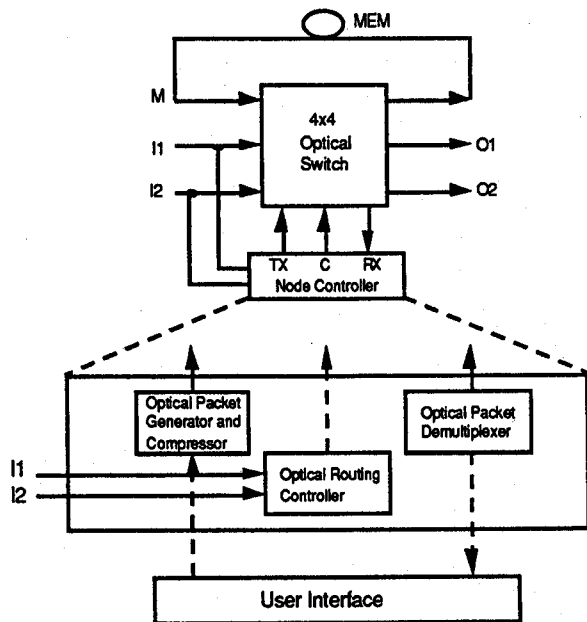 MEM
M
4x4
Optical
Switch
I1
O1
I2
O2
TX C RX
Node Controller
Optical Packet
Generator and
Compressor
Optical Packet
Demultiplexer
I1
I2
Optical Routing
Controller
User Interface